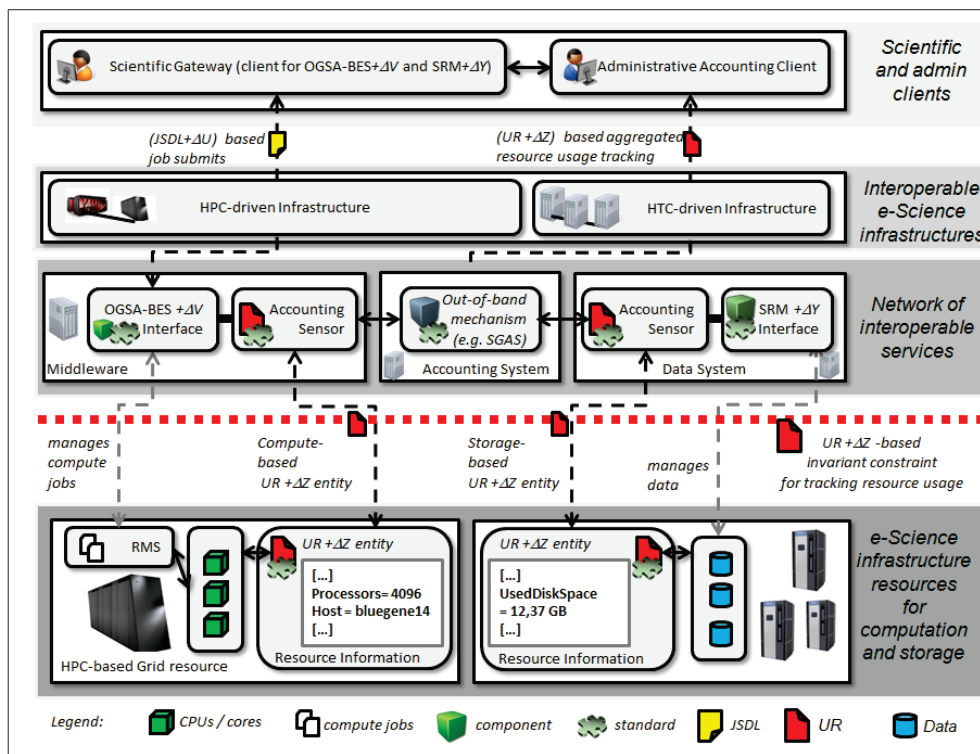 Scientific Gateway (client for OGSA-BES+ΔV and SRM+ΔY)
Administrative Accounting Client
Scientific
and admin
clients
(JSDL+ΔU) based
job submits
(UR +ΔZ) based aggregated
resource usage tracking
HPC-driven Infrastructure
HTC-driven Infrastructure
Interoperable
e-Science
infrastructures
OGSA-BES +ΔV
Interface
Accounting
Sensor
Middleware
Out-of-band
mechanism
(e.g. SGAS)
Accounting System
Accounting
Sensor
SRM +ΔY
Interface
Data System
Network of
interoperable
services
manages
compute
jobs
Compute-
based
UR +ΔZ entity
Storage-
based
UR +ΔZ entity
manages
data
UR +ΔZ -based
invariant constraint
for tracking resource usage
RMS
HPC-based Grid resource
UR +ΔZ entity
[...]
Processors= 4096
Host = bluegene14
[...]
Resource Information
UR +ΔZ entity
[...]
UsedDiskSpace
= 12,37 GB
[...]
Resource Information
e-Science
infrastructure
resources
for
computation
and storage
Legend:
CPUs / cores
compute jobs
component
standard
JSDL
UR
Data